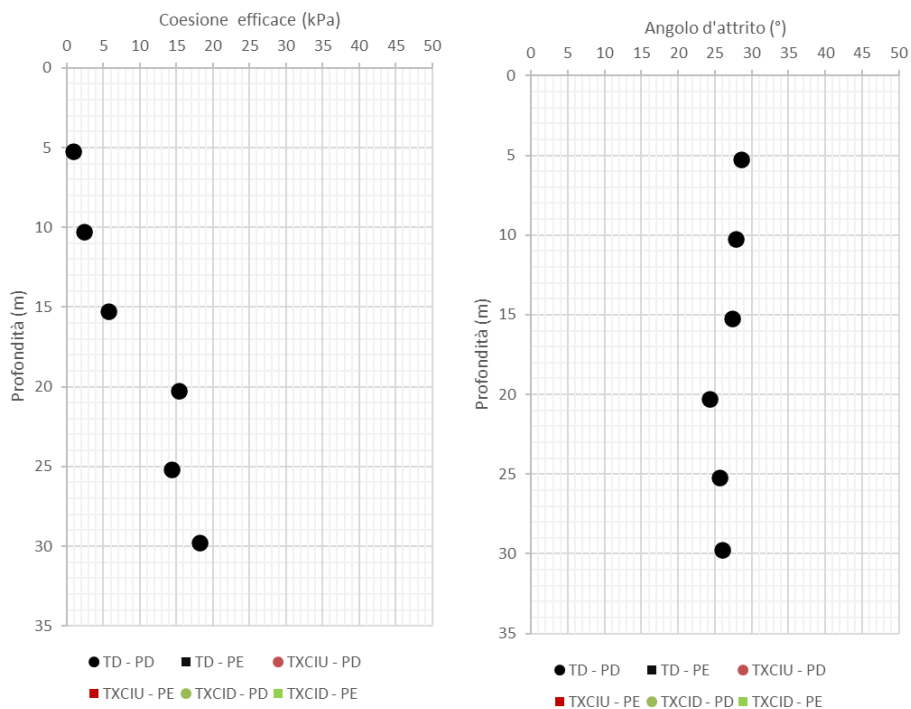 Coesione efficace (kPa)
0 5 10 15 20 25 30 35 40 45 50
0
5
10
15
20
25
30
35
Profondità (m)
TD - PD TD - PE TXCIU - PD
TXCIU - PE TXCID - PD TXCID - PE
Angolo d'attrito (°)
0 5 10 15 20 25 30 35 40 45 50
0
5
10
15
20
25
30
35
Profondità (m)
TD - PD TD - PE TXCIU - PD
TXCIU - PE TXCID - PD TXCID - PE